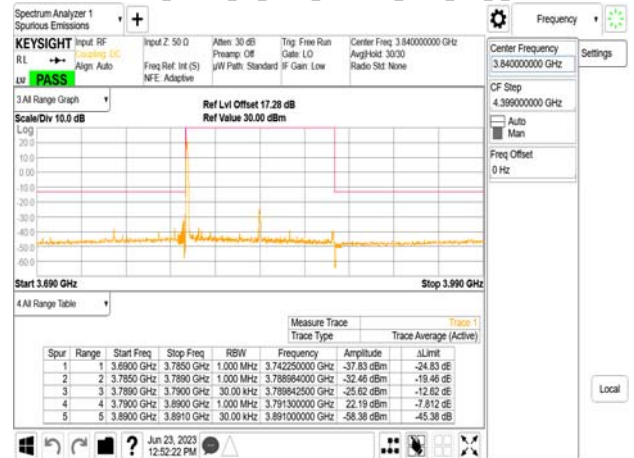 Spectrum Analyzer 1
Spurious Emissions
Frequency
KEYSIGHT Input: RF Input Z: 50 Ω Atten: 30 dB Trig: Free Run Center Freq: 3.840000000 GHz
RL Coupling: DC Preamp: Off Gate: LO Avg|Hold: 30/30
Align: Auto Freq Ref: Int (S) µW Path: Standard IF Gain: Low Radio Std: None
NFE: Adaptive
LV PASS
Center Frequency
3.840000000 GHz
Settings
CF Step
4.399000000 GHz
Auto
Man
Freq Offset
0 Hz
3 All Range Graph
Ref Lvl Offset 17.28 dB
Scale/Div 10.0 dB Ref Value 30.00 dBm
Log
20.0
10.0
0.00
-10.0
-20.0
-30.0
-40.0
-50.0
-60.0
Start 3.690 GHz Stop 3.990 GHz
4 All Range Table
Measure Trace Trace 1
Trace Type Trace Average (Active)
Spur Range Start Freq Stop Freq RBW Frequency Amplitude ΔLimit
1 1 3.6900 GHz 3.7850 GHz 1.000 MHz 3.742250000 GHz -37.83 dBm -24.83 dB
2 2 3.7850 GHz 3.7890 GHz 1.000 MHz 3.788984000 GHz -32.46 dBm -19.46 dB
3 3 3.7890 GHz 3.7900 GHz 30.00 kHz 3.789842500 GHz -25.62 dBm -12.62 dB
4 4 3.7900 GHz 3.8900 GHz 1.000 MHz 3.791300000 GHz 22.19 dBm -7.812 dB
5 5 3.8900 GHz 3.8910 GHz 30.00 kHz 3.891000000 GHz -58.38 dBm -45.38 dB
Local
Jun 23, 2023
12:52:22 PM